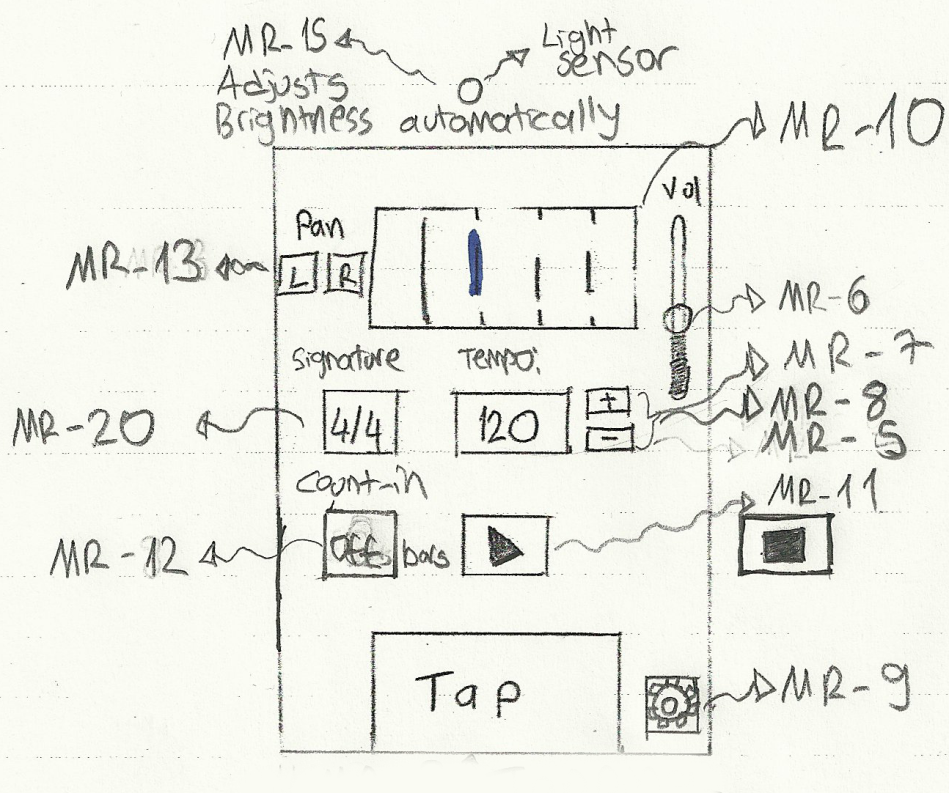 MR-15
Light
sensor
Adjusts
Brightness automatically
MR-10
Vol
Pan
MR-13
L R
MR-6
Signature
Tempo:
MR-7
+
MR-8
MR-20
4/4
120
-
MR-5
Count-in
MR-11
MR-12
Off bars
Tap
MR-9